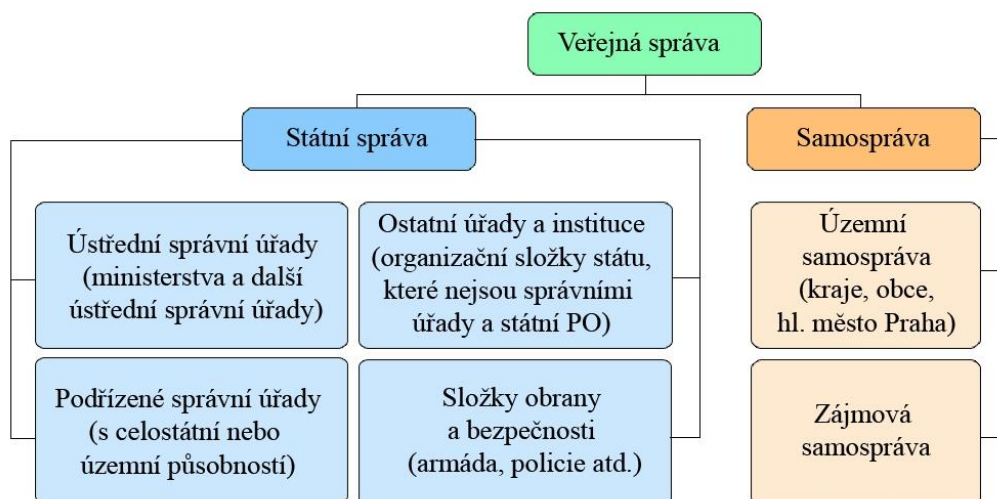 Veřejná správa
Státní správa
Samospráva
Ústřední správní úřady
(ministerstva a další
ústřední správní úřady)
Ostatní úřady a instituce
(organizační složky státu,
které nejsou správními
úřady a státní PO)
Územní
samospráva
(kraje, obce,
hl. město Praha)
Podřízené správní úřady
(s celostátní nebo
územní působností)
Složky obrany
a bezpečnosti
(armáda, policie atd.)
Zájmová
samospráva